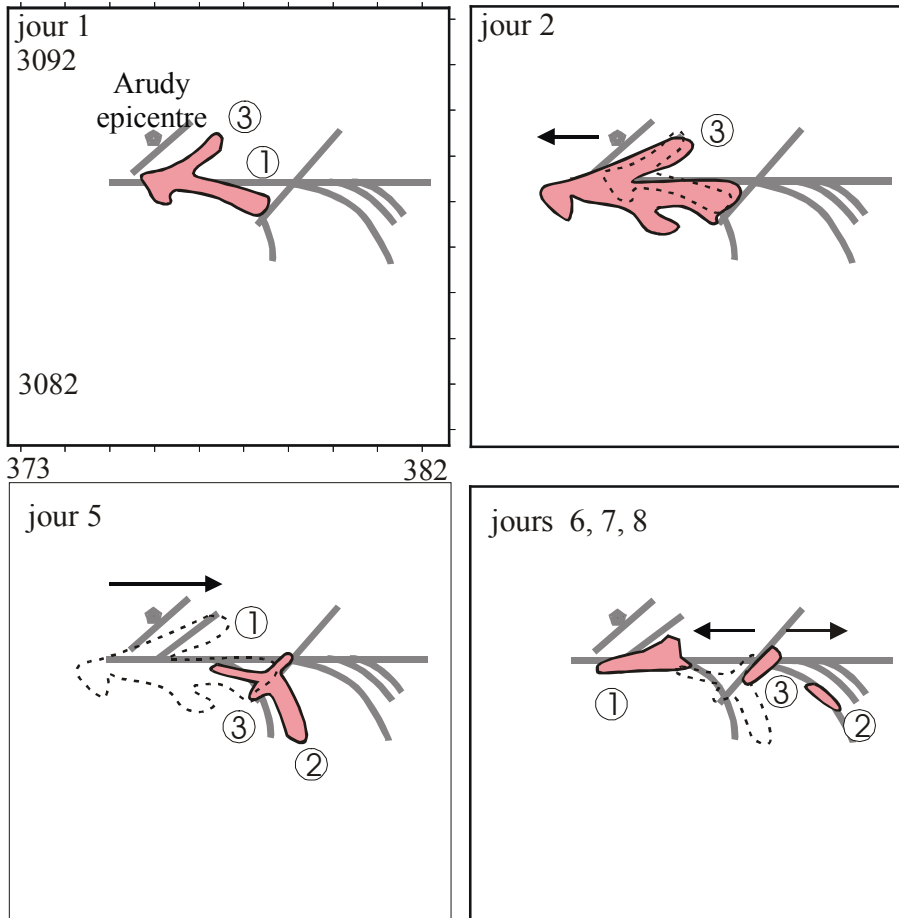 jour 1
3092
Arudy
epicentre
③
①
3082
373
382
jour 2
③
jour 5
①
③
②
jours 6, 7, 8
①
③
②